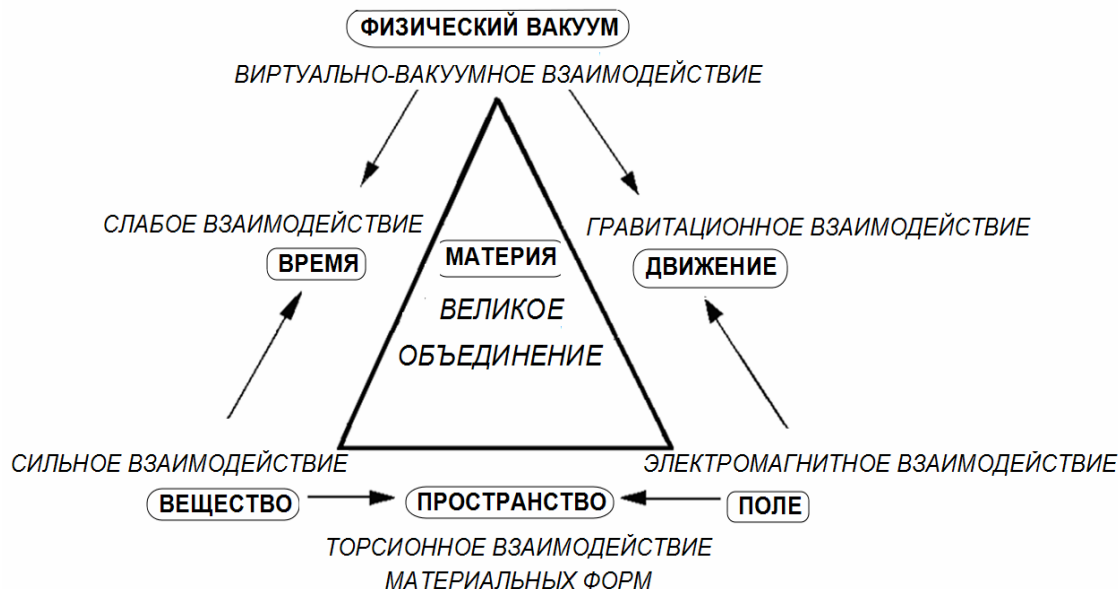 ФИЗИЧЕСКИЙ ВАКУУМ
ВИРТУАЛЬНО-ВАКУУМНОЕ ВЗАИМОДЕЙСТВИЕ
СЛАБОЕ ВЗАИМОДЕЙСТВИЕ
ВРЕМЯ
МАТЕРИЯ
ВЕЛИКОЕ
ОБЪЕДИНЕНИЕ
ГРАВИТАЦИОННОЕ ВЗАИМОДЕЙСТВИЕ
ДВИЖЕНИЕ
СИЛЬНОЕ ВЗАИМОДЕЙСТВИЕ
ВЕЩЕСТВО
ПРОСТРАНСТВО
ЭЛЕКТРОМАГНИТНОЕ ВЗАИМОДЕЙСТВИЕ
ПОЛЕ
ТОРСИОННОЕ ВЗАИМОДЕЙСТВИЕ
МАТЕРИАЛЬНЫХ ФОРМ